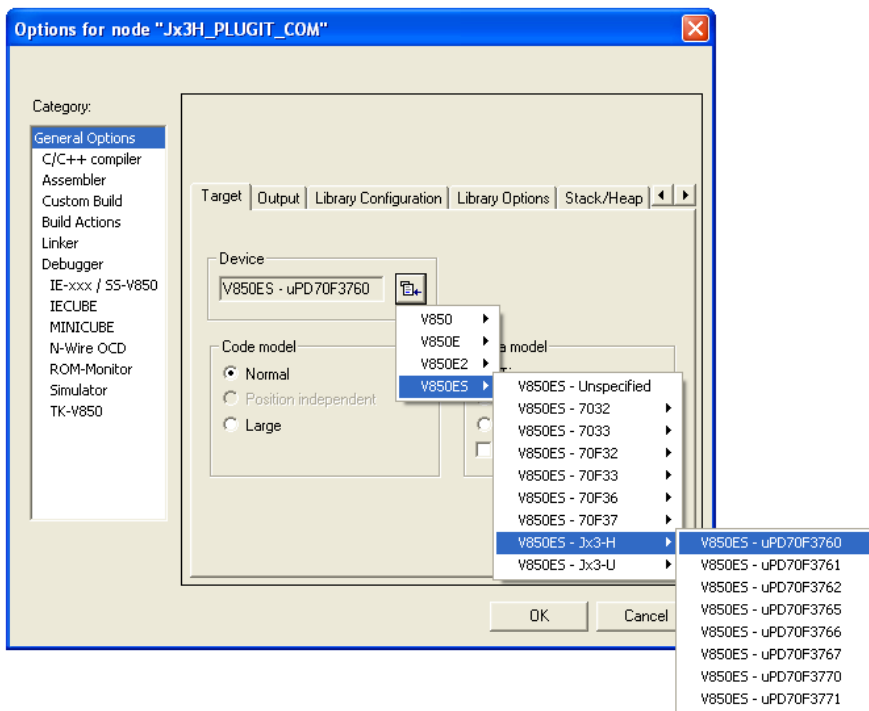 Options for node "Jx3H_PLUGIT_COM"
Category:
General Options
C/C++ compiler
Assembler
Custom Build
Build Actions
Linker
Debugger
IE-xxx / SS-V850
IECUBE
MINICUBE
N-Wire OCD
ROM-Monitor
Simulator
TK-V850
Target
Output
Library Configuration
Library Options
Stack/Heap
Device
V850ES - uPD70F3760
Code model
Normal
Position independent
Large
a model
V850
V850E
V850E2
V850ES
V850ES - Unspecified
V850ES - 7032
V850ES - 7033
V850ES - 70F32
V850ES - 70F33
V850ES - 70F36
V850ES - 70F37
V850ES - Jx3-H
V850ES - Jx3-U
V850ES - uPD70F3760
V850ES - uPD70F3761
V850ES - uPD70F3762
V850ES - uPD70F3765
V850ES - uPD70F3766
V850ES - uPD70F3767
V850ES - uPD70F3770
V850ES - uPD70F3771
OK
Cancel